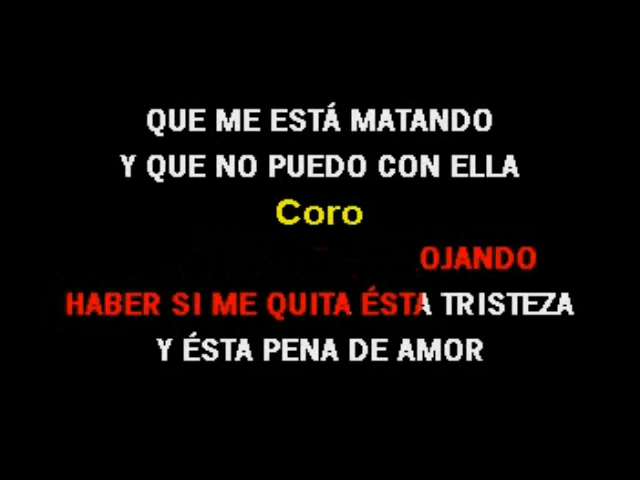 QUE ME ESTÁ MATANDO
Y QUE NO PUEDO CON ELLA
Coro
OJANDO
HABER SI ME QUITA ÉSTA TRISTEZA
Y ÉSTA PENA DE AMOR